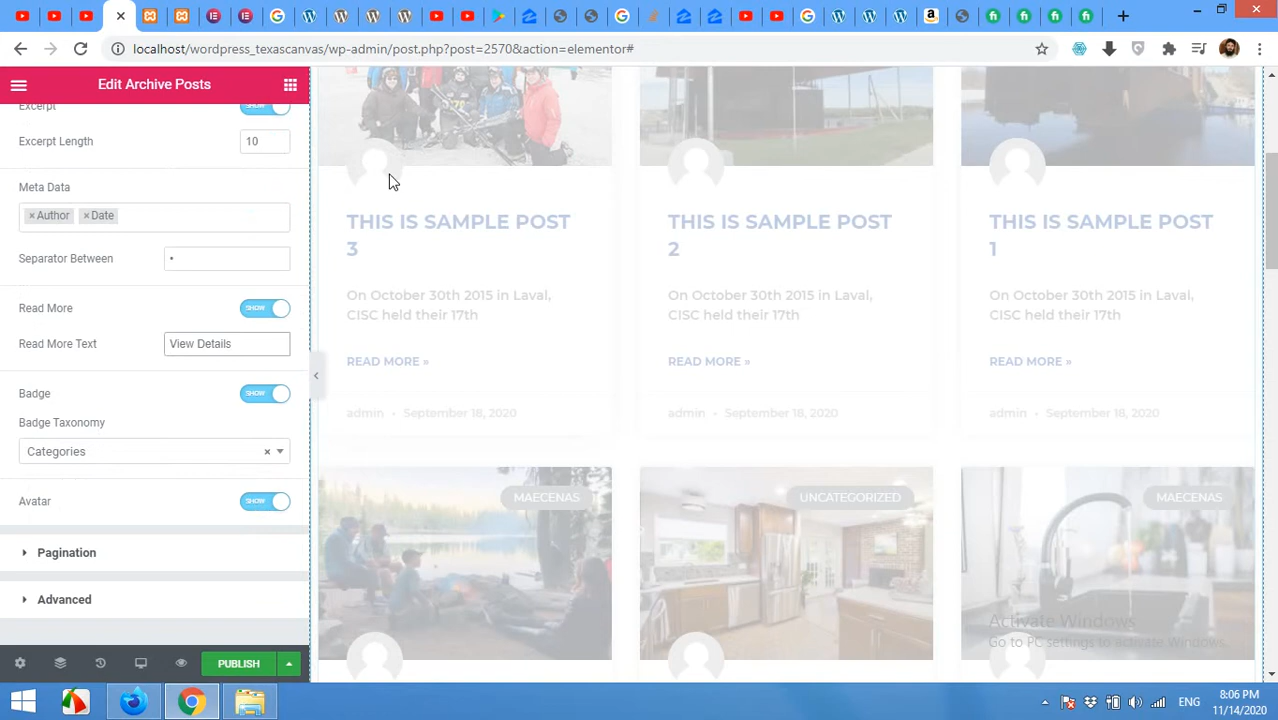 localhost/wordpress_texascanvas/wp-admin/post.php?post=2570&action=elementor#
Edit Archive Posts
Excerpt
SHOW
Excerpt Length
10
Meta Data
×Author ×Date
Separator Between
•
Read More
SHOW
Read More Text
View Details
Badge
SHOW
Badge Taxonomy
Categories ×
Avatar
SHOW
Pagination
Advanced
PUBLISH
THIS IS SAMPLE POST
3
On October 30th 2015 in Laval,
CISC held their 17th
READ MORE »
admin • September 18, 2020
THIS IS SAMPLE POST
2
On October 30th 2015 in Laval,
CISC held their 17th
READ MORE »
admin • September 18, 2020
THIS IS SAMPLE POST
1
On October 30th 2015 in Laval,
CISC held their 17th
READ MORE »
admin • September 18, 2020
MAECENAS
UNCATEGORIZED
MAECENAS
Activate Windows
Go to PC settings to activate Windows.
ENG
8:06 PM
11/14/2020